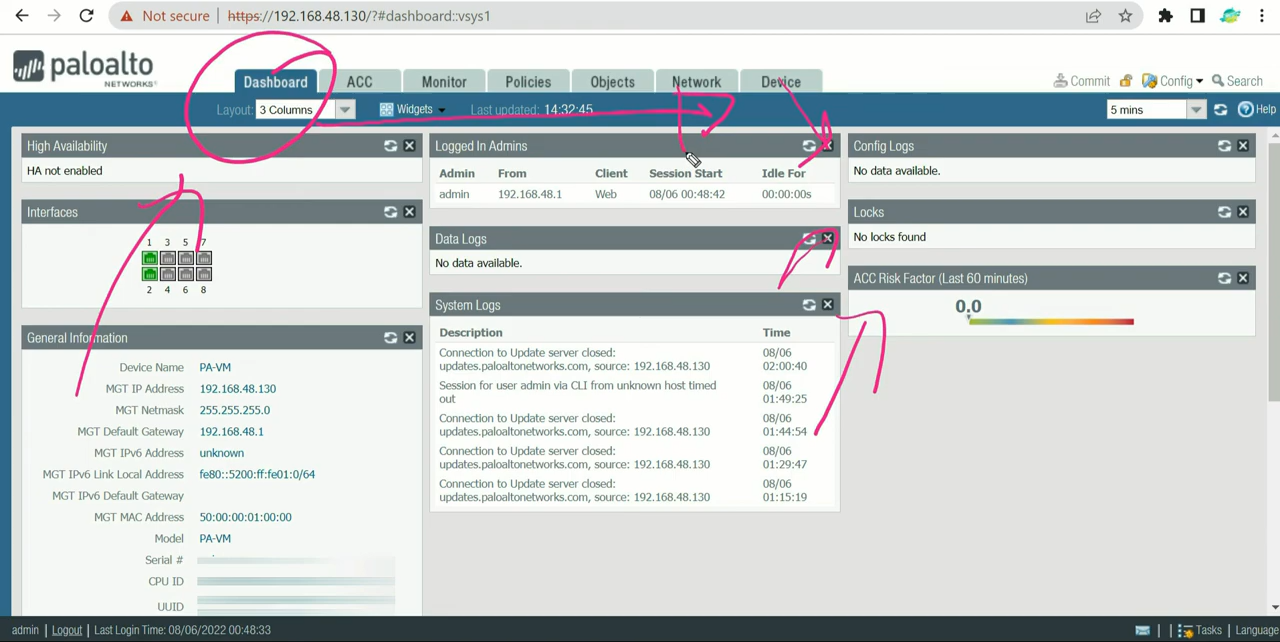 Not secure | https://192.168.48.130/?#dashboard::vsys1
paloalto
NETWORKS
Dashboard ACC Monitor Policies Objects Network Device
Commit Config Search
Layout: 3 Columns Widgets Last updated: 14:32:45 5 mins Help
High Availability
HA not enabled
Interfaces
1 3 5 7
2 4 6 8
General Information
Device Name PA-VM
MGT IP Address 192.168.48.130
MGT Netmask 255.255.255.0
MGT Default Gateway 192.168.48.1
MGT IPv6 Address unknown
MGT IPv6 Link Local Address fe80::5200:ff:fe01:0/64
MGT IPv6 Default Gateway
MGT MAC Address 50:00:00:01:00:00
Model PA-VM
Serial #
CPU ID
UUID
Logged In Admins
Admin From Client Session Start Idle For
admin 192.168.48.1 Web 08/06 00:48:42 00:00:00s
Data Logs
No data available.
System Logs
Description Time
Connection to Update server closed: 08/06
updates.paloaltonetworks.com, source: 192.168.48.130 02:00:40
Session for user admin via CLI from unknown host timed 08/06
out 01:49:25
Connection to Update server closed: 08/06
updates.paloaltonetworks.com, source: 192.168.48.130 01:44:54
Connection to Update server closed: 08/06
updates.paloaltonetworks.com, source: 192.168.48.130 01:29:47
Connection to Update server closed: 08/06
updates.paloaltonetworks.com, source: 192.168.48.130 01:15:19
Config Logs
No data available.
Locks
No locks found
ACC Risk Factor (Last 60 minutes)
0.0
admin | Logout | Last Login Time: 08/06/2022 00:48:33 | | Tasks | Language